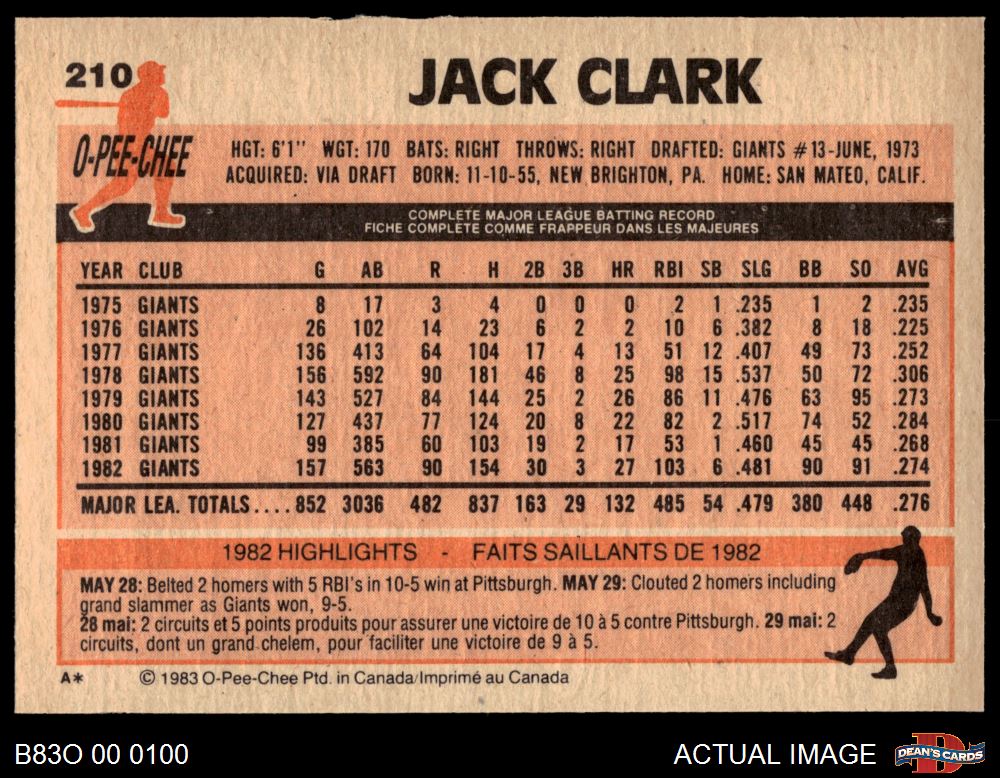 210
JACK CLARK
O-PEE-CHEE
HGT: 6'1" WGT: 170 BATS: RIGHT THROWS: RIGHT DRAFTED: GIANTS #13-JUNE, 1973
ACQUIRED: VIA DRAFT BORN: 11-10-55, NEW BRIGHTON, PA. HOME: SAN MATEO, CALIF.
COMPLETE MAJOR LEAGUE BATTING RECORD
FICHE COMPLETE COMME FRAPPEUR DANS LES MAJEURES
YEAR CLUB G AB R H 2B 3B HR RBI SB SLG BB SO AVG
1975 GIANTS 8 17 3 4 0 0 0 2 1 .235 1 2 .235
1976 GIANTS 26 102 14 23 6 2 2 10 6 .382 8 18 .225
1977 GIANTS 136 413 64 104 17 4 13 51 12 .407 49 73 .252
1978 GIANTS 156 592 90 181 46 8 25 98 15 .537 50 72 .306
1979 GIANTS 143 527 84 144 25 2 26 86 11 .476 63 95 .273
1980 GIANTS 127 437 77 124 20 8 22 82 2 .517 74 52 .284
1981 GIANTS 99 385 60 103 19 2 17 53 1 .460 45 45 .268
1982 GIANTS 157 563 90 154 30 3 27 103 6 .481 90 91 .274
MAJOR LEA. TOTALS.... 852 3036 482 837 163 29 132 485 54 .479 380 448 .276
1982 HIGHLIGHTS - FAITS SAILLANTS DE 1982
MAY 28: Belted 2 homers with 5 RBI's in 10-5 win at Pittsburgh. MAY 29: Clouted 2 homers including
grand slammer as Giants won, 9-5.
28 mai: 2 circuits et 5 points produits pour assurer une victoire de 10 à 5 contre Pittsburgh. 29 mai: 2
circuits, dont un grand chelem, pour faciliter une victoire de 9 à 5.
A* © 1983 O-Pee-Chee Ptd. in Canada/Imprimé au Canada
B83O 00 0100
ACTUAL IMAGE
D
DEAN'S CARDS